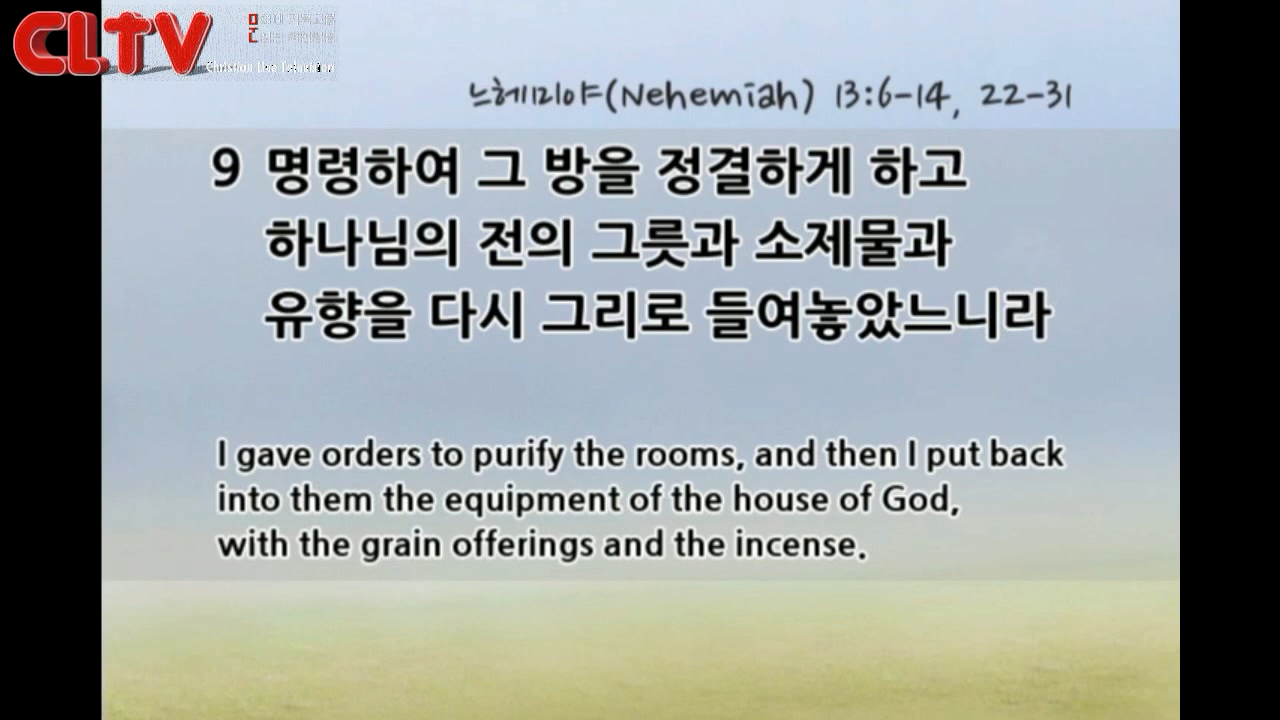 CLTV
Christian the Television
느헤미야(Nehemiah) 13:6-14, 22-31
9 명령하여 그 방을 정결하게 하고
하나님의 전의 그릇과 소제물과
유향을 다시 그리로 들여놓았느니라
I gave orders to purify the rooms, and then I put back
into them the equipment of the house of God,
with the grain offerings and the incense.